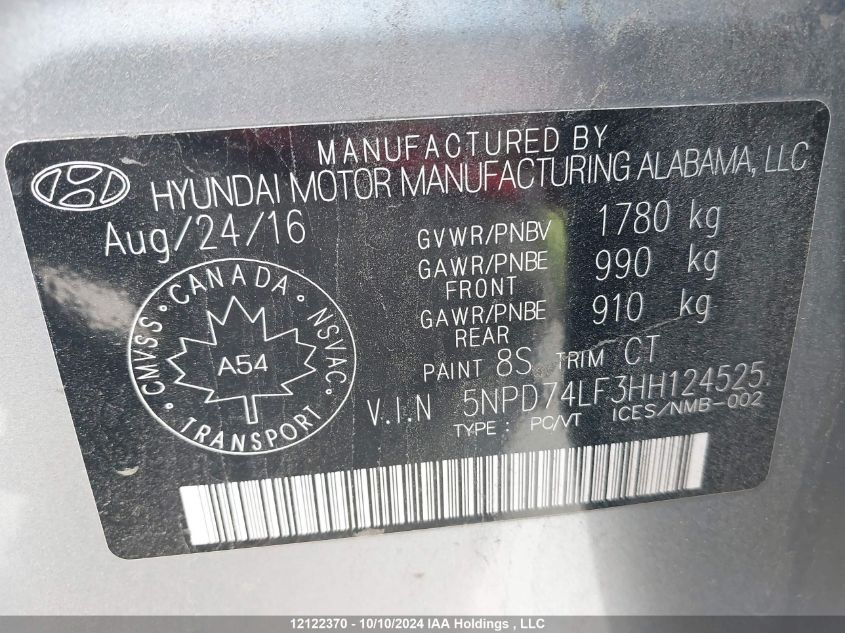 MANUFACTURED BY
HYUNDAI MOTOR MANUFACTURING ALABAMA, LLC
Aug/24/16
GVWR/PNBV 1780 kg
GAWR/PNBE FRONT 990 kg
GAWR/PNBE REAR 910 kg
PAINT 8S TRIM CT
V.I.N 5NPD74LF3HH124525
TYPE : PC/VT ICES/NMB-002
CMVSS • CANADA • NSVAC
A54
TRANSPORT
12122370 - 10/10/2024 IAA Holdings , LLC